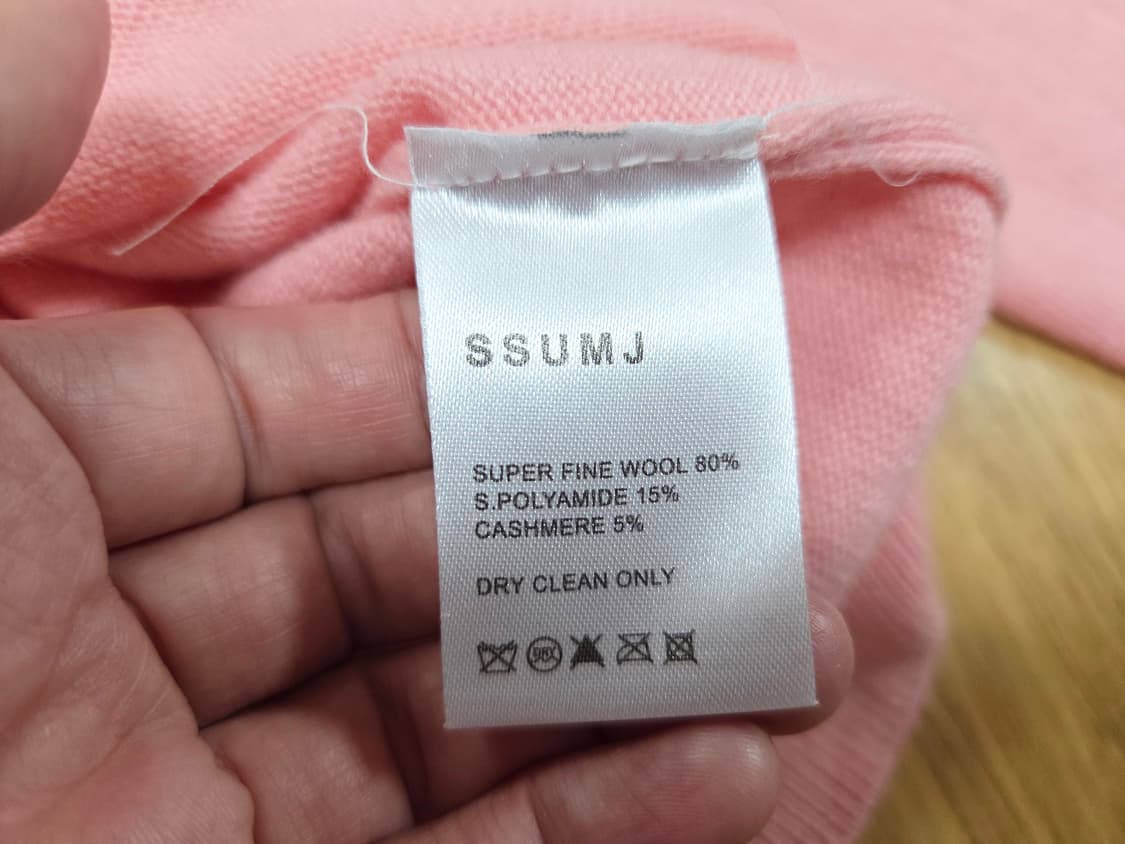 SSUMJ
SUPER FINE WOOL 80%
S.POLYAMIDE 15%
CASHMERE 5%
DRY CLEAN ONLY